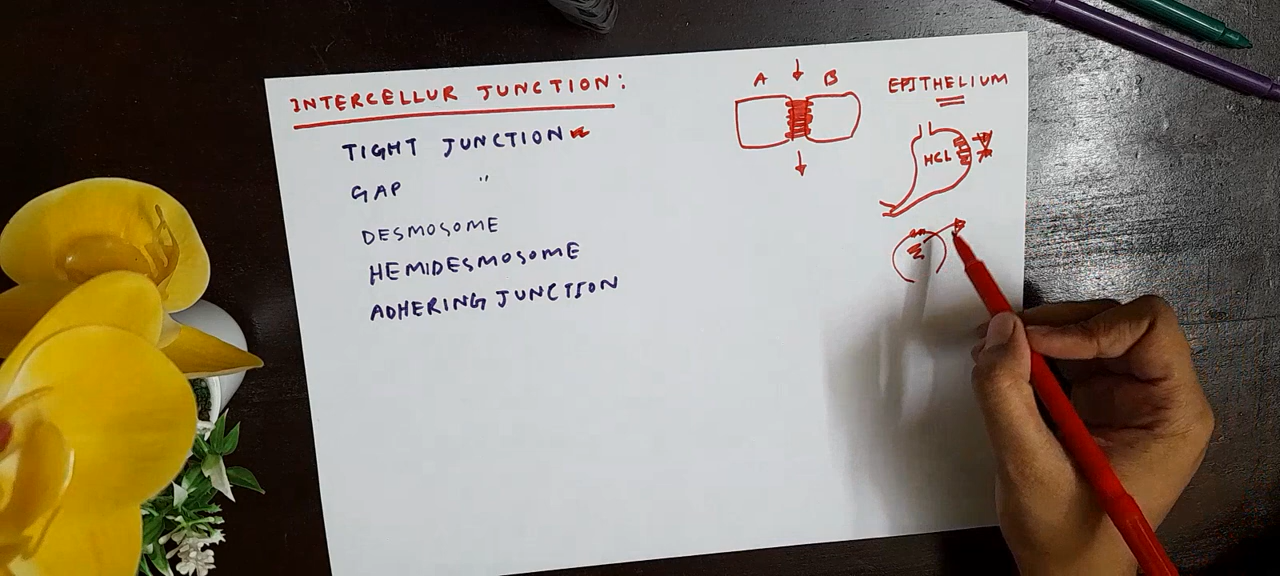 INTERCELLUR JUNCTION:
TIGHT JUNCTION
GAP "
DESMOSOME
HEMIDESMOSOME
ADHERING JUNCTION
A B
EPITHELIUM
HCL